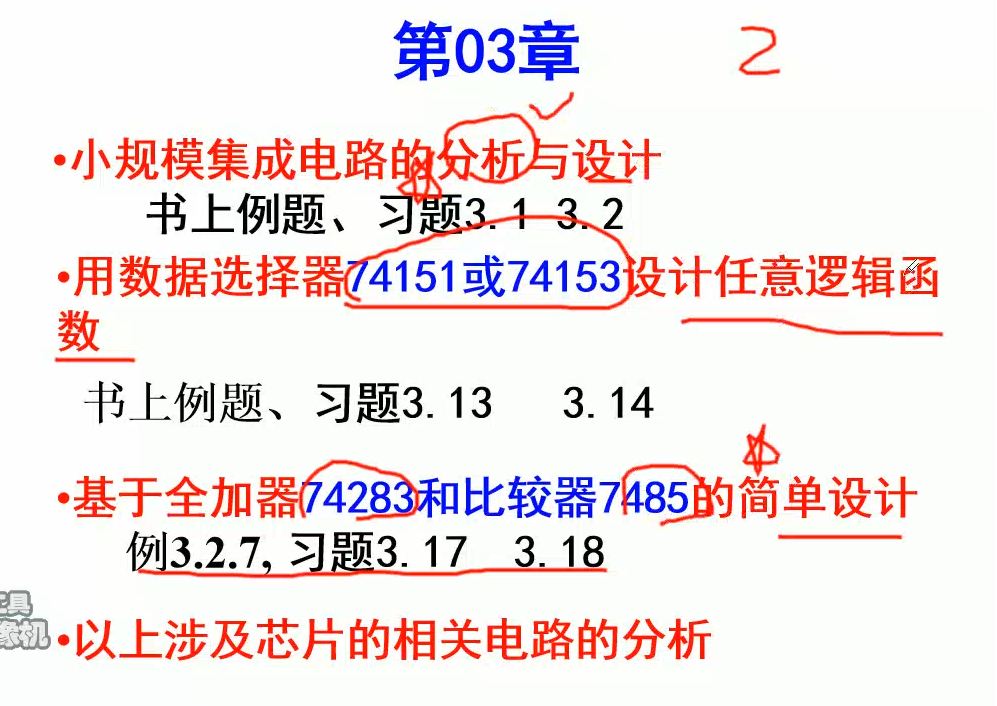 第03章
2
•小规模集成电路的分析与设计
书上例题、习题3.1 3.2
•用数据选择器74151或74153设计任意逻辑函
数
书上例题、习题3.13 3.14
•基于全加器74283和比较器7485的简单设计
例3.2.7, 习题3.17 3.18
工具
像机
•以上涉及芯片的相关电路的分析